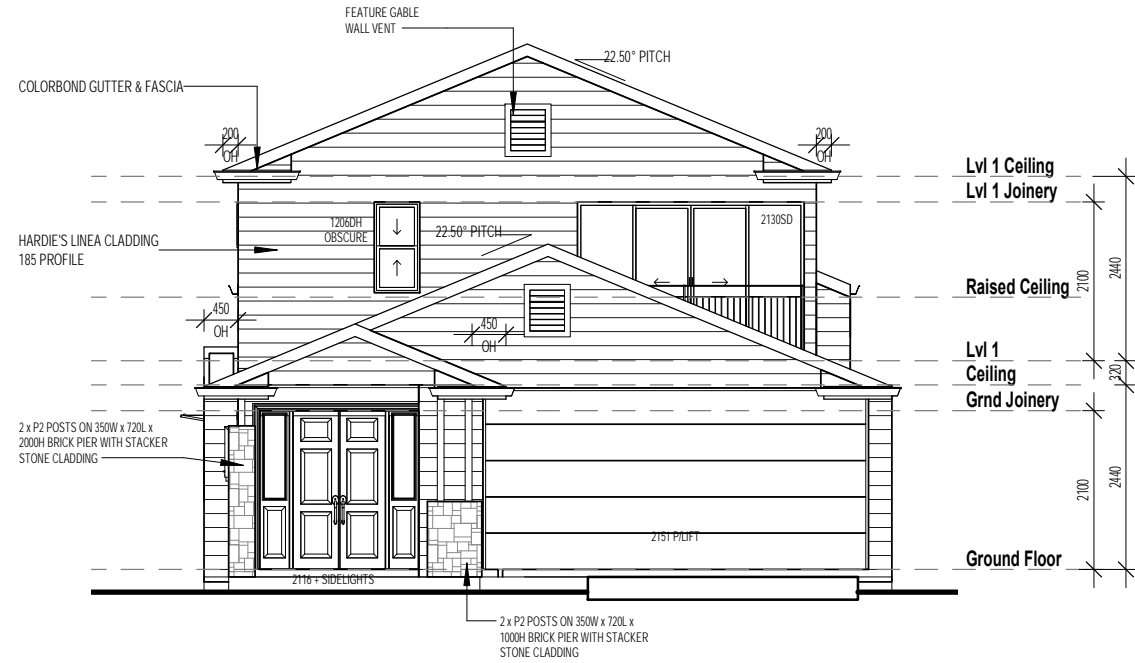 FEATURE GABLE
WALL VENT
22.50° PITCH
COLORBOND GUTTER & FASCIA
200
OH
200
OH
Lvl 1 Ceiling
Lvl 1 Joinery
1206DH
OBSCURE
22.50° PITCH
2130SD
HARDIE'S LINEA CLADDING
185 PROFILE
2100
2440
Raised Ceiling
450
OH
450
OH
Lvl 1
Ceiling
320
Grnd Joinery
2 x P2 POSTS ON 350W x 720L x
2000H BRICK PIER WITH STACKER
STONE CLADDING
2100
2440
2151 P/LIFT
Ground Floor
2116 + SIDELIGHTS
2 x P2 POSTS ON 350W x 720L x
1000H BRICK PIER WITH STACKER
STONE CLADDING